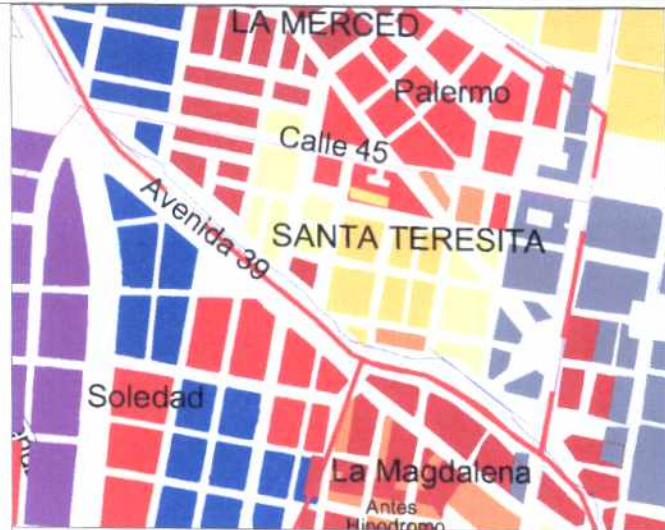 LA MERCED
Palermo
Calle 45
Avenida 39
SANTA TERESITA
Soledad
La Magdalena
Antes
Hipodromo